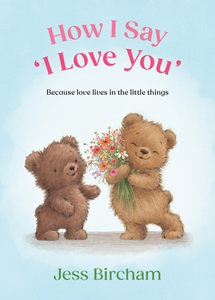 How I Say
‘I Love You’
Because love lives in the little things
Jess Bircham